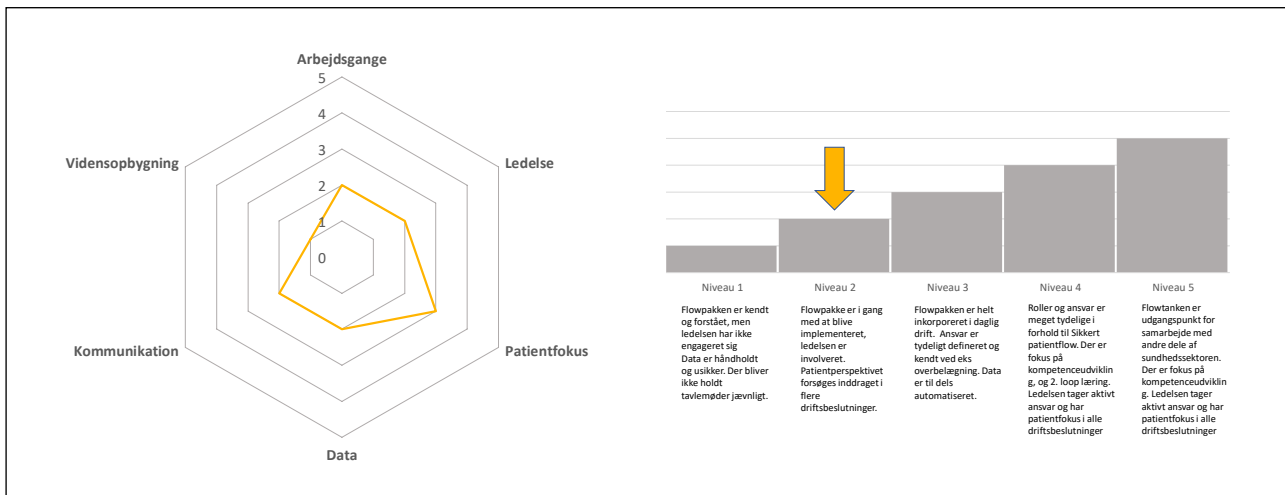 Arbejdsgange
5
4
3
2
1
0
Vidensopbygning
Ledelse
Kommunikation
Patientfokus
Data
Niveau 1
Flowpakken er kendt
og forstået, men
ledelsen har ikke
engageret sig
Data er håndholdt
og usikker. Der bliver
ikke holdt
tavlemøder jævnligt.
Niveau 2
Flowpakke er i gang
med at blive
implementeret,
ledelsen er
involveret.
Patientperspektivet
forsøges inddraget i
flere
driftsbeslutninger.
Niveau 3
Flowpakken er helt
inkorporeret i daglig
drift.  Ansvar er
tydeligt defineret og
kendt ved eks
overbelægning. Data
er til dels
automatiseret.
Niveau 4
Roller og ansvar er
meget tydelige i
forhold til Sikkert
patientflow. Der er
fokus på
kompetenceudviklin
g, og 2. loop læring.
Ledelsen tager aktivt
ansvar og har
patientfokus i alle
driftsbeslutninger
Niveau 5
Flowtanken er
udgangspunkt for
samarbejde med
andre dele af
sundhedssektoren.
Der er fokus på
kompetenceudviklin
g. Ledelsen tager
aktivt ansvar og har
patientfokus i alle
driftsbeslutninger